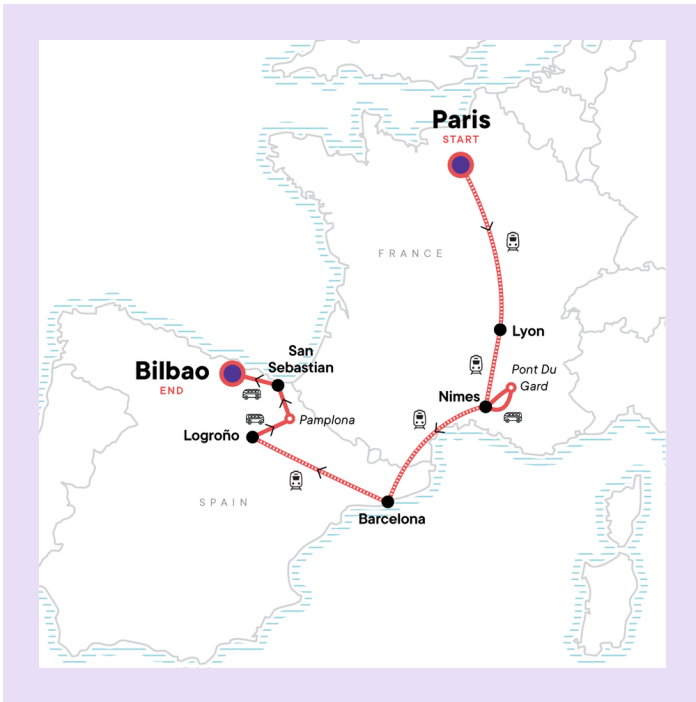 Paris
START
FRANCE
Lyon
Pont Du
Gard
Nimes
San
Sebastian
Bilbao
END
Pamplona
Logroño
SPAIN
Barcelona